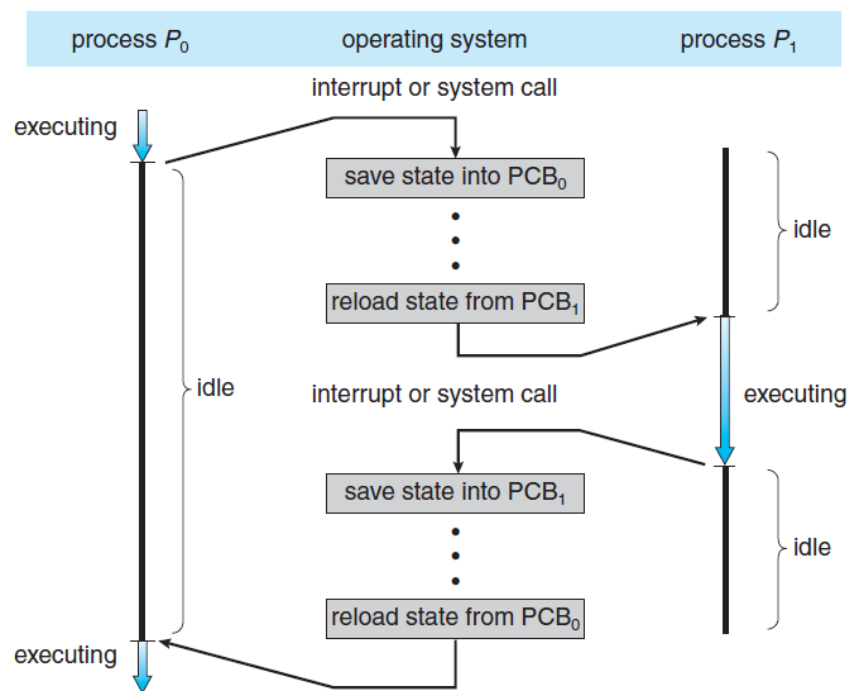 process P₀ operating system process P₁
interrupt or system call
executing
save state into PCB₀
idle
reload state from PCB₁
idle
interrupt or system call
executing
save state into PCB₁
idle
reload state from PCB₀
executing